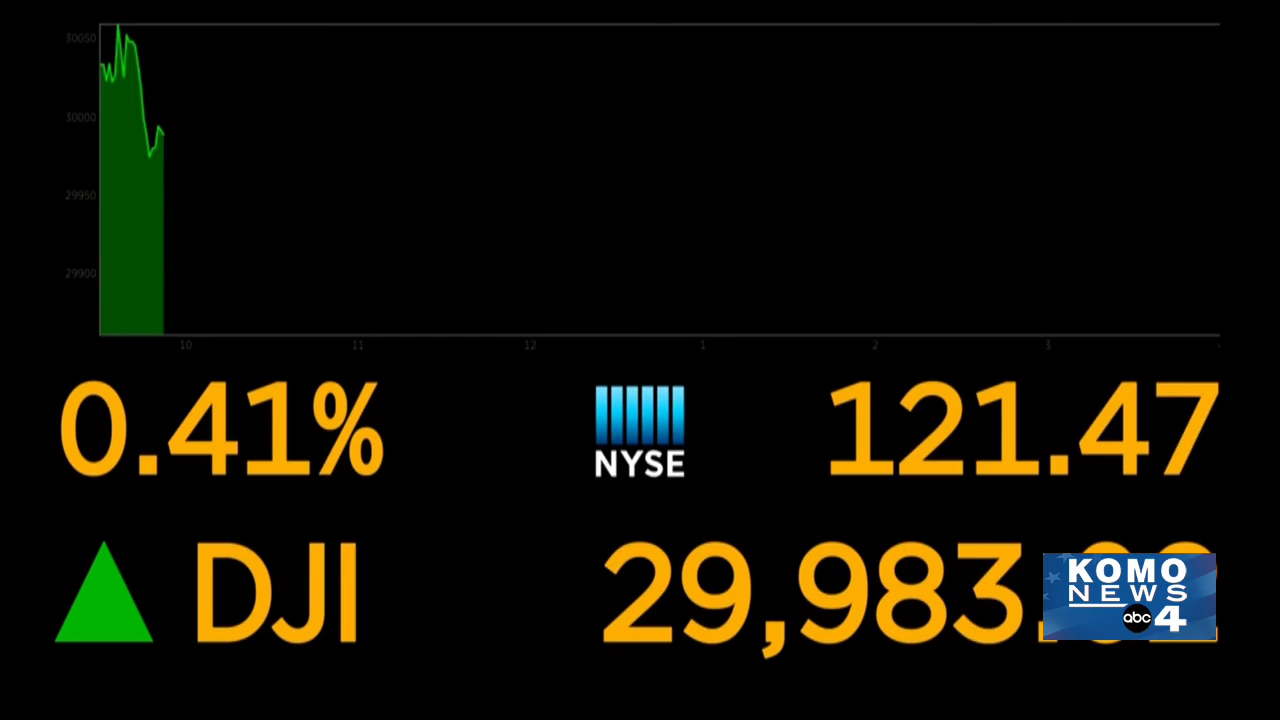 30050
30000
29950
29900
10 11 12 1 2 3
0.41% NYSE 121.47
DJI 29,983.
KOMO
NEWS
abc 4